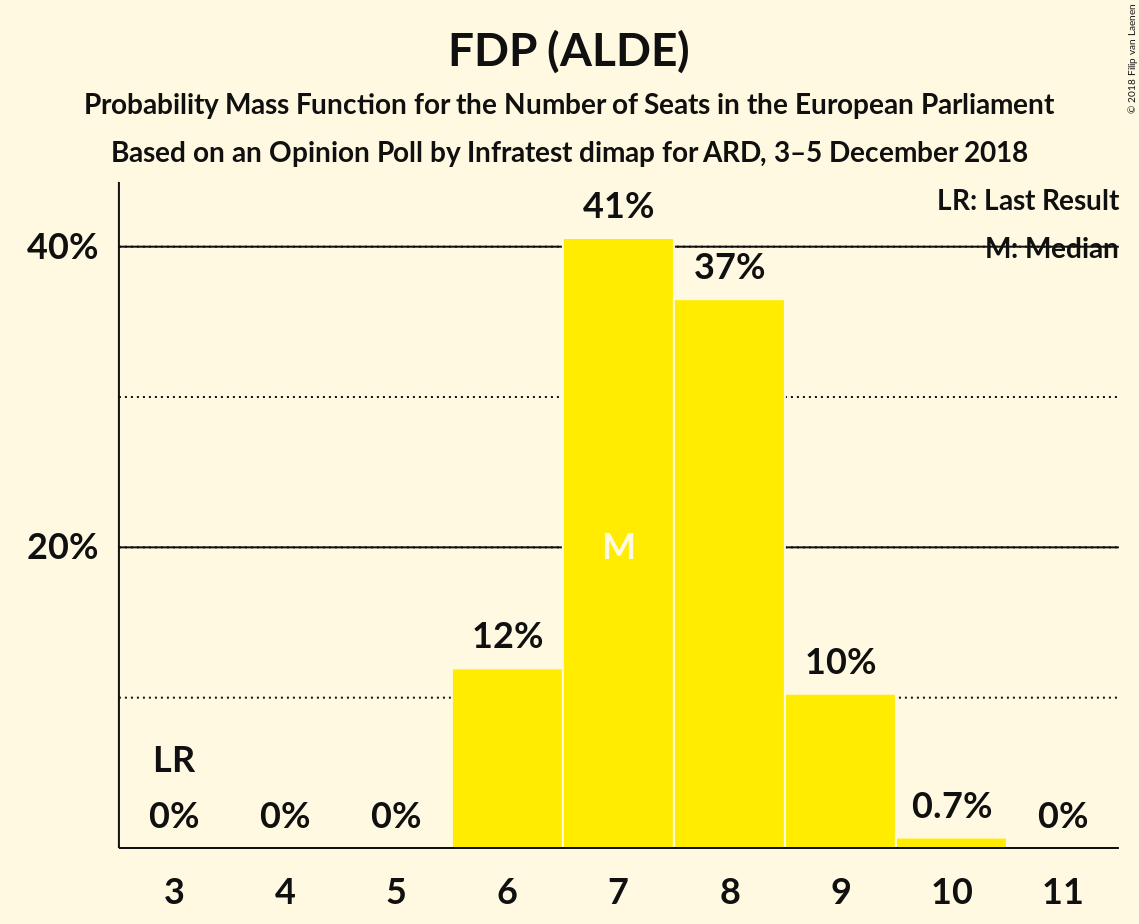 FDP (ALDE)
Probability Mass Function for the Number of Seats in the European Parliament
Based on an Opinion Poll by Infratest dimap for ARD, 3–5 December 2018
© 2018 Filip van Laenen
LR: Last Result
M: Median
40%
20%
41%
37%
M
12%
10%
LR
0%
0%
0%
0.7%
0%
3
4
5
6
7
8
9
10
11